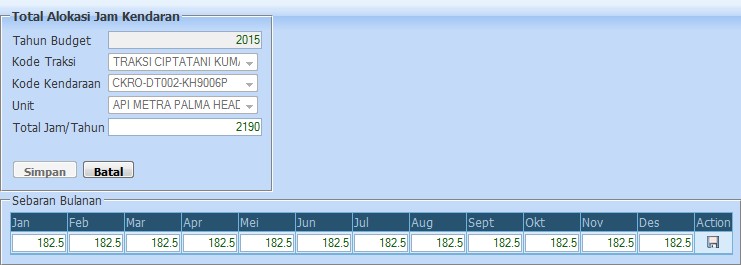 Total Alokasi Jam Kendaran
Tahun Budget 2015
Kode Traksi TRAKSI CIPTATANI KUMA
Kode Kendaraan CKRO-DT002-KH9006P
Unit API METRA PALMA HEAD
Total Jam/Tahun 2190
Simpan Batal
Sebaran Bulanan
Jan Feb Mar Apr Mei Jun Jul Aug Sept Okt Nov Des Action
182.5 182.5 182.5 182.5 182.5 182.5 182.5 182.5 182.5 182.5 182.5 182.5